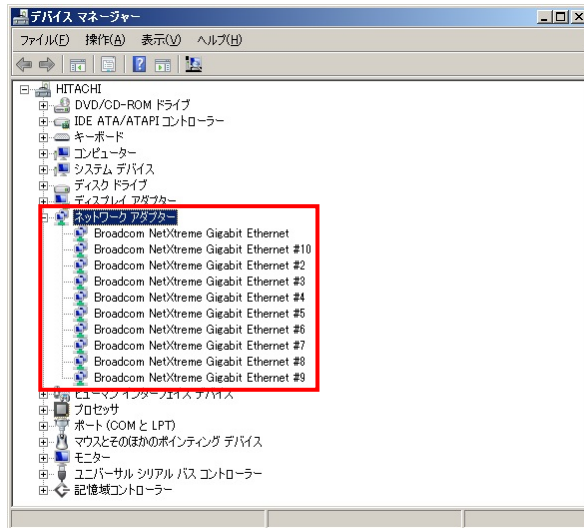 デバイス マネージャー
ファイル(F) 操作(A) 表示(V) ヘルプ(H)
HITACHI
DVD/CD-ROM ドライブ
IDE ATA/ATAPI コントローラー
キーボード
コンピューター
システム デバイス
ディスク ドライブ
ディスプレイ アダプター
ネットワーク アダプター
Broadcom NetXtreme Gigabit Ethernet
Broadcom NetXtreme Gigabit Ethernet #10
Broadcom NetXtreme Gigabit Ethernet #2
Broadcom NetXtreme Gigabit Ethernet #3
Broadcom NetXtreme Gigabit Ethernet #4
Broadcom NetXtreme Gigabit Ethernet #5
Broadcom NetXtreme Gigabit Ethernet #6
Broadcom NetXtreme Gigabit Ethernet #7
Broadcom NetXtreme Gigabit Ethernet #8
Broadcom NetXtreme Gigabit Ethernet #9
ヒューマン インターフェイス デバイス
プロセッサ
ポート (COM と LPT)
マウスとそのほかのポインティング デバイス
モニター
ユニバーサル シリアル バス コントローラー
記憶域コントローラー